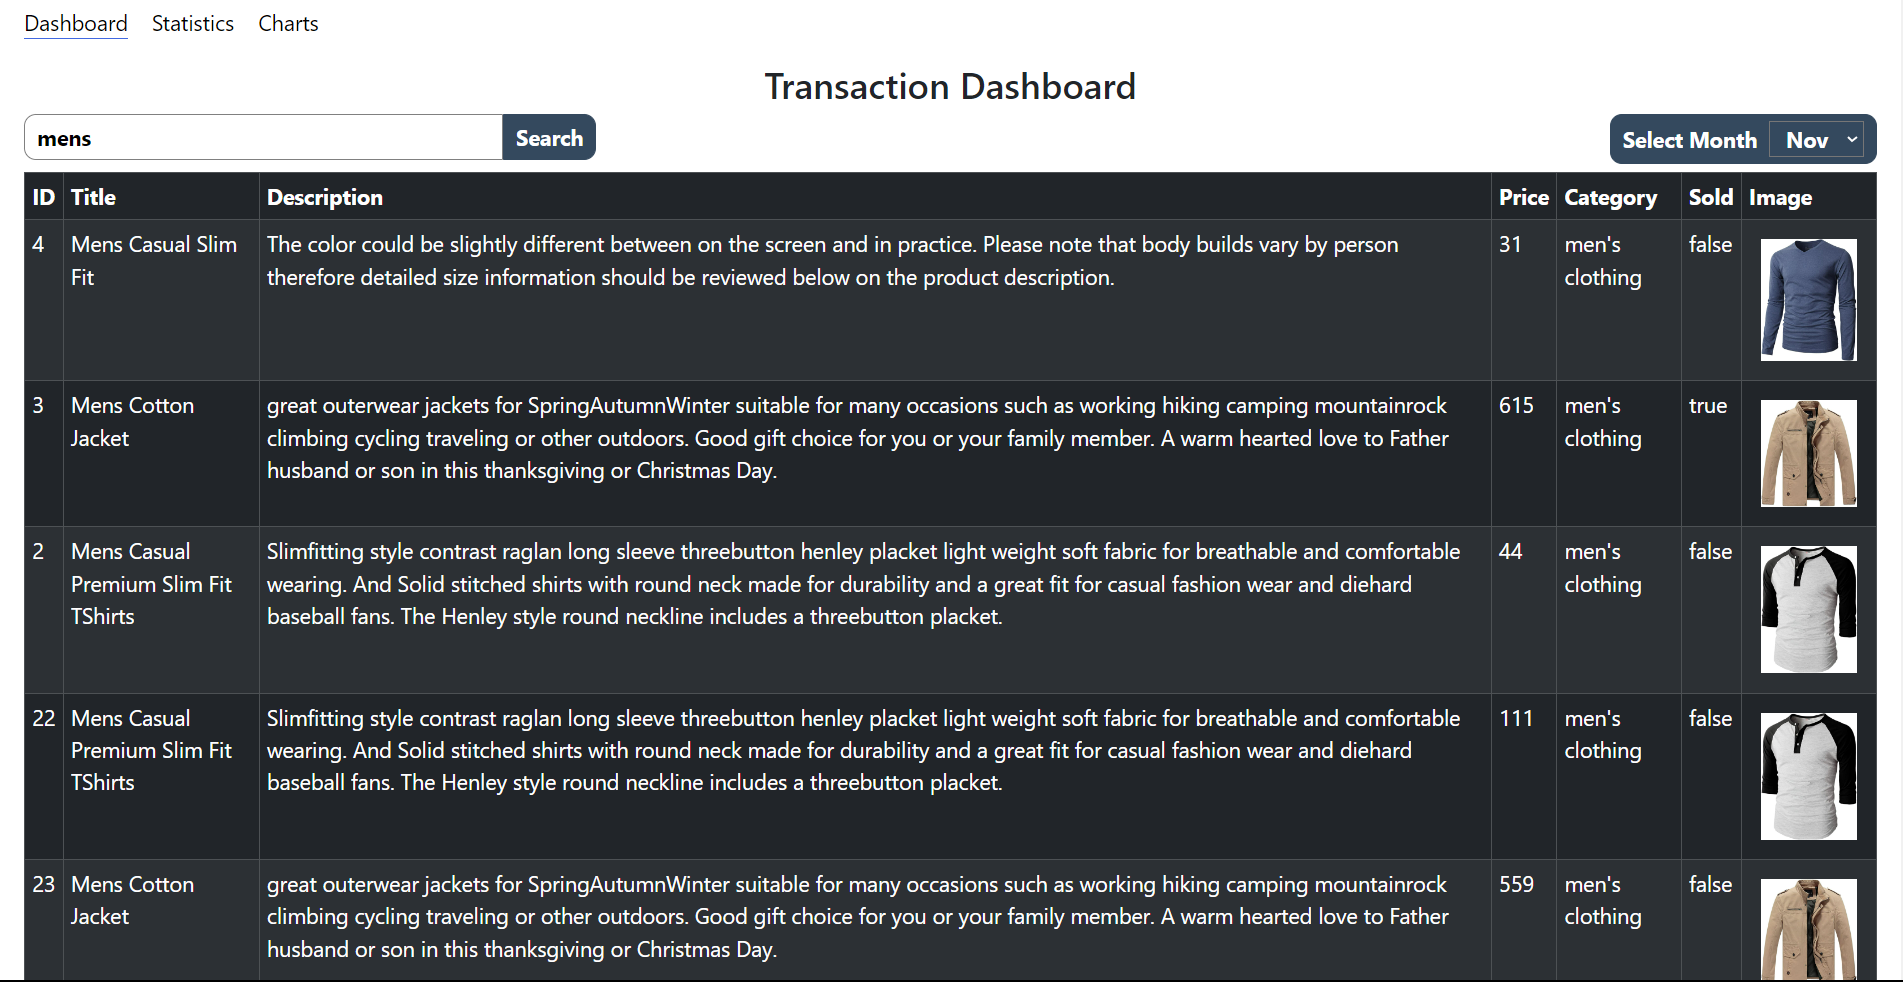 Dashboard Statistics Charts
Transaction Dashboard
mens Search Select Month Nov
ID Title Description Price Category Sold Image
4 Mens Casual Slim The color could be slightly different between on the screen and in practice. Please note that body builds vary by person 31 men's false
Fit therefore detailed size information should be reviewed below on the product description. clothing
3 Mens Cotton great outerwear jackets for SpringAutumnWinter suitable for many occasions such as working hiking camping mountainrock 615 men's true
Jacket climbing cycling traveling or other outdoors. Good gift choice for you or your family member. A warm hearted love to Father clothing
husband or son in this thanksgiving or Christmas Day.
2 Mens Casual Slimfitting style contrast raglan long sleeve threebutton henley placket light weight soft fabric for breathable and comfortable 44 men's false
Premium Slim Fit wearing. And Solid stitched shirts with round neck made for durability and a great fit for casual fashion wear and diehard clothing
TShirts baseball fans. The Henley style round neckline includes a threebutton placket.
22 Mens Casual Slimfitting style contrast raglan long sleeve threebutton henley placket light weight soft fabric for breathable and comfortable 111 men's false
Premium Slim Fit wearing. And Solid stitched shirts with round neck made for durability and a great fit for casual fashion wear and diehard clothing
TShirts baseball fans. The Henley style round neckline includes a threebutton placket.
23 Mens Cotton great outerwear jackets for SpringAutumnWinter suitable for many occasions such as working hiking camping mountainrock 559 men's false
Jacket climbing cycling traveling or other outdoors. Good gift choice for you or your family member. A warm hearted love to Father clothing
husband or son in this thanksgiving or Christmas Day.